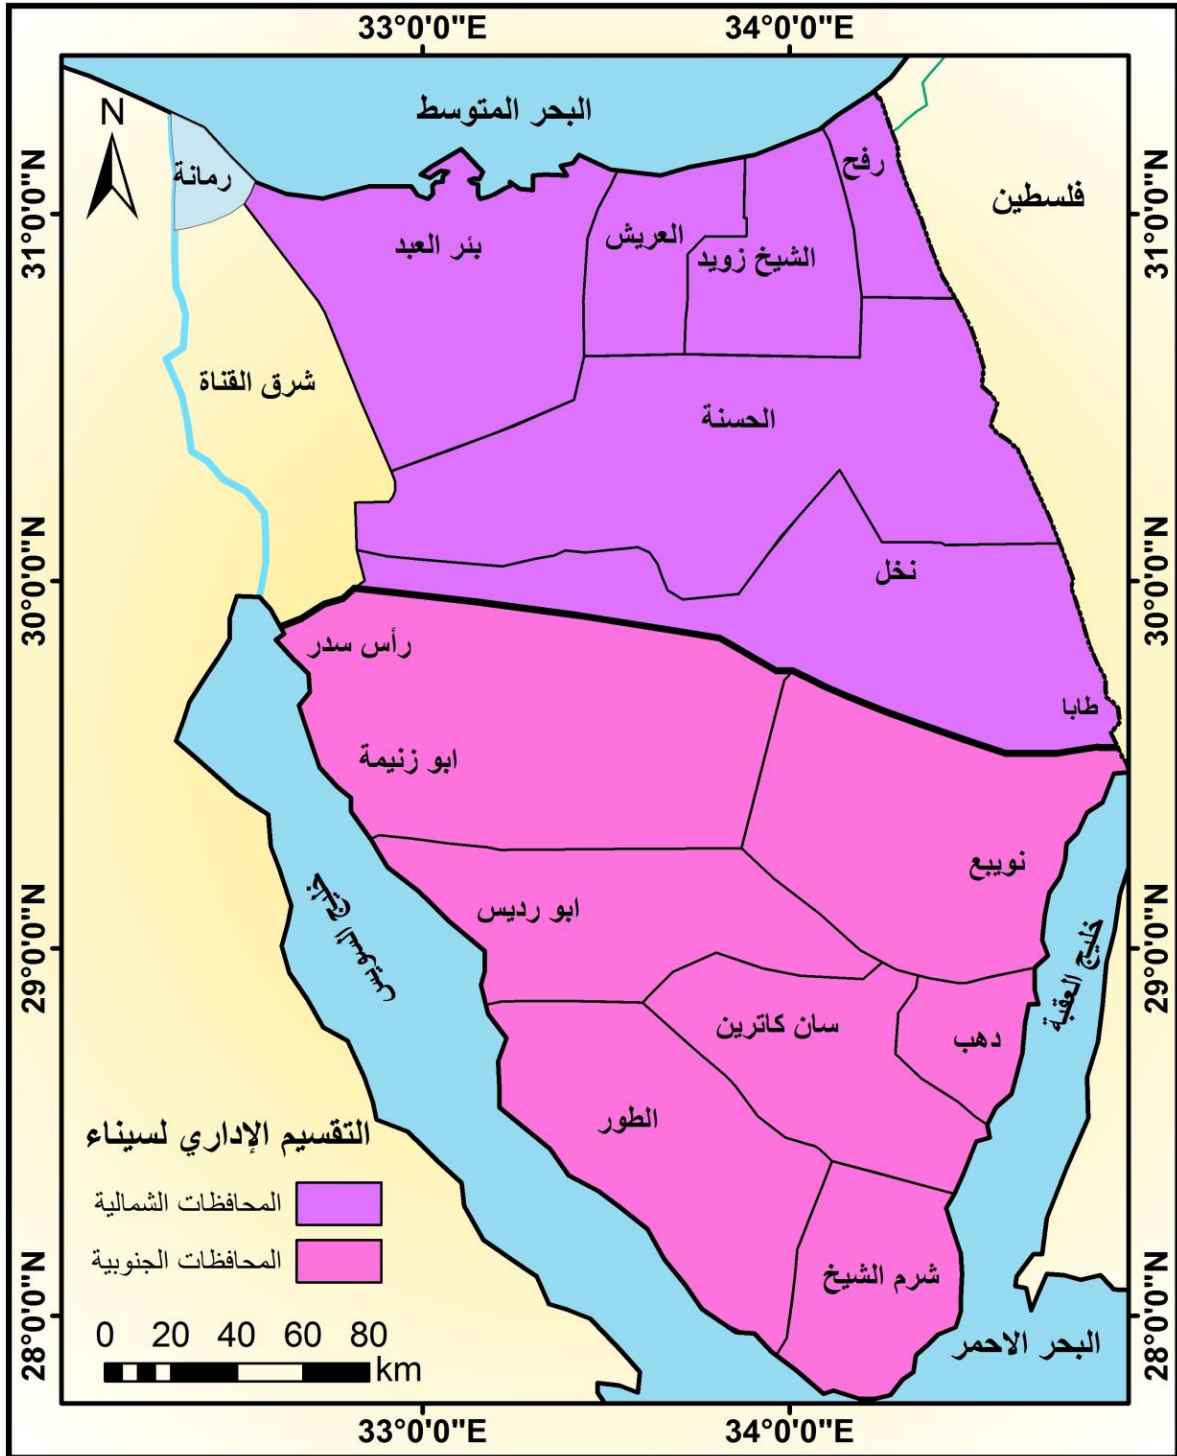 33°0'0"E
34°0'0"E
N
البحر المتوسط
رمانة
رفح
فلسطين
31°0'0"N
31°0'0"N
بئر العبد
العريش
الشيخ زويد
شرق القناة
الحسنة
نخل
30°0'0"N
30°0'0"N
رأس سدر
طابا
ابو زنيمة
نويبع
خليج السويس
ابو رديس
خليج العقبة
29°0'0"N
29°0'0"N
سان كاترين
دهب
الطور
التقسيم الإداري لسيناء
المحافظات الشمالية
المحافظات الجنوبية
شرم الشيخ
28°0'0"N
28°0'0"N
البحر الاحمر
0 20 40 60 80
km
33°0'0"E
34°0'0"E